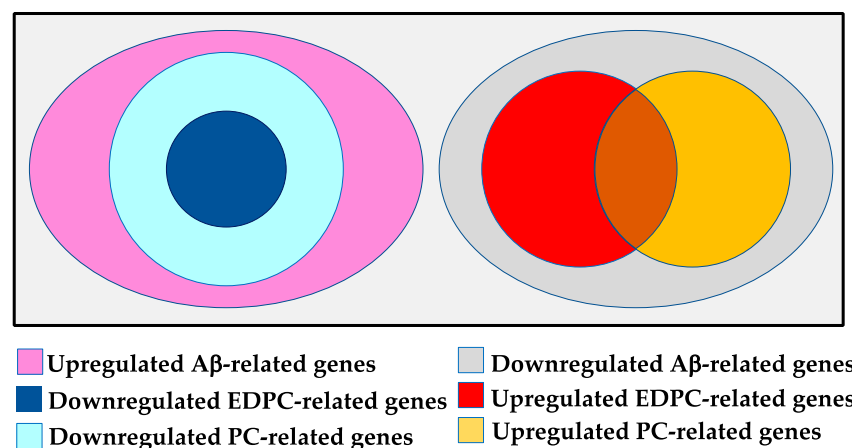 Upregulated Aβ-related genes
Downregulated EDPC-related genes
Downregulated PC-related genes
Downregulated Aβ-related genes
Upregulated EDPC-related genes
Upregulated PC-related genes